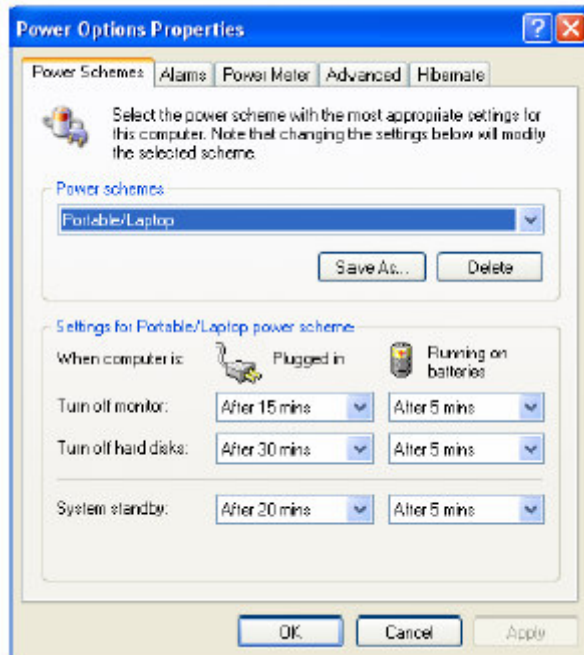 Power Options Properties
Power Schemes Alarms Power Meter Advanced Hibernate
Select the power scheme with the most appropriate settings for
this computer. Note that changing the settings below will modify
the selected scheme.
Power schemes
Portable/Laptop
Save As... Delete
Settings for Portable/Laptop power scheme
When computer is: Plugged in Running on
batteries
Turn off monitor: After 15 mins After 5 mins
Turn off hard disks: After 30 mins After 5 mins
System standby: After 20 mins After 5 mins
OK Cancel Apply